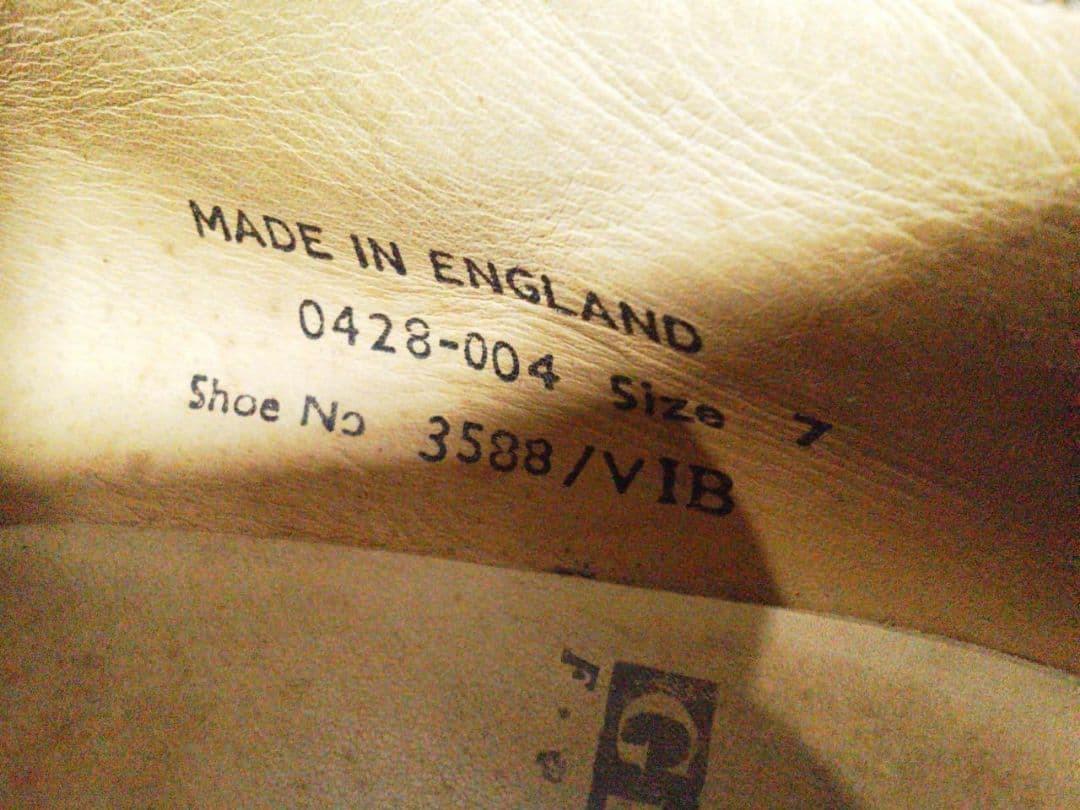 MADE IN ENGLAND
0428-004 Size 7
Shoe No 3588/VIB